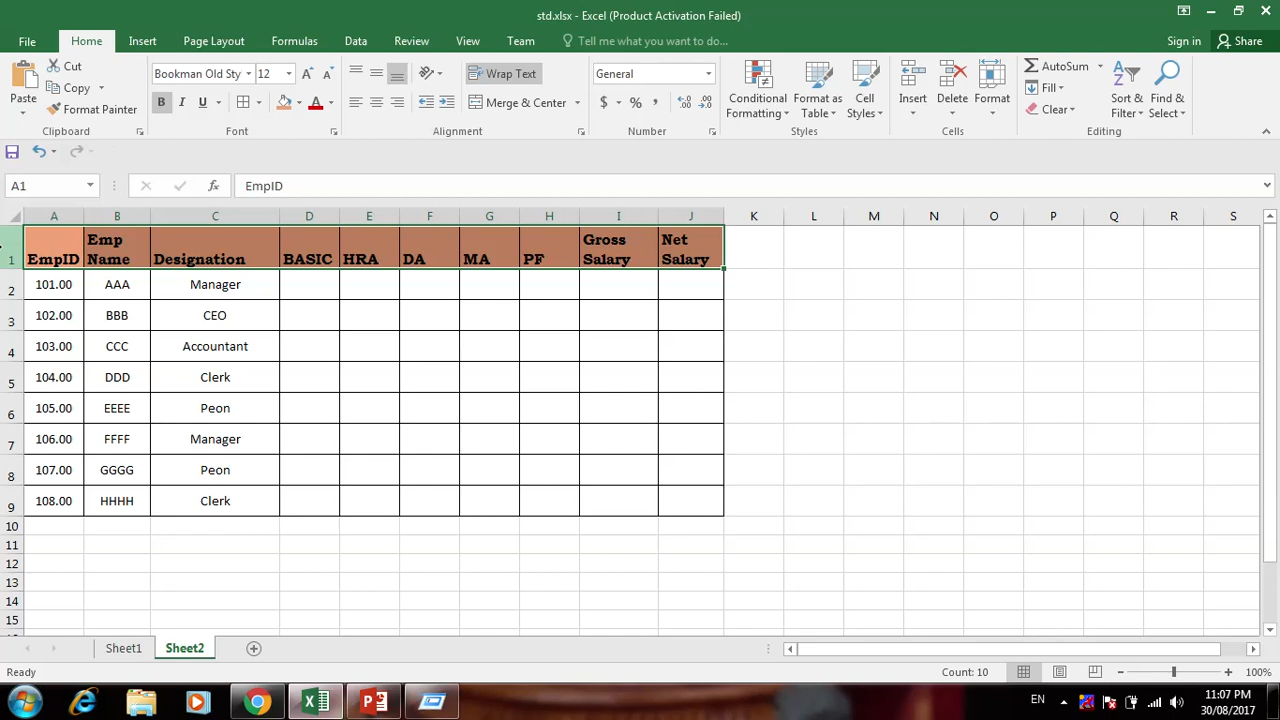 std.xlsx - Excel (Product Activation Failed)
File Home Insert Page Layout Formulas Data Review View Team Tell me what you want to do... Sign in Share
Cut
Copy
Format Painter
Paste
Clipboard
Bookman Old Sty 12
B I U
Font
Wrap Text
Merge & Center
Alignment
General
$ % ,
Number
Conditional Formatting
Format as Table
Cell Styles
Styles
Insert Delete Format
Cells
AutoSum
Fill
Clear
Sort & Filter
Find & Select
Editing
A1 fx EmpID
A B C D E F G H I J K L M N O P Q R S
1 EmpID Emp Name Designation BASIC HRA DA MA PF Gross Salary Net Salary
2 101.00 AAA Manager
3 102.00 BBB CEO
4 103.00 CCC Accountant
5 104.00 DDD Clerk
6 105.00 EEEE Peon
7 106.00 FFFF Manager
8 107.00 GGGG Peon
9 108.00 HHHH Clerk
10
11
12
13
14
15
Sheet1 Sheet2
Ready Count: 10 100%
EN 11:07 PM
30/08/2017